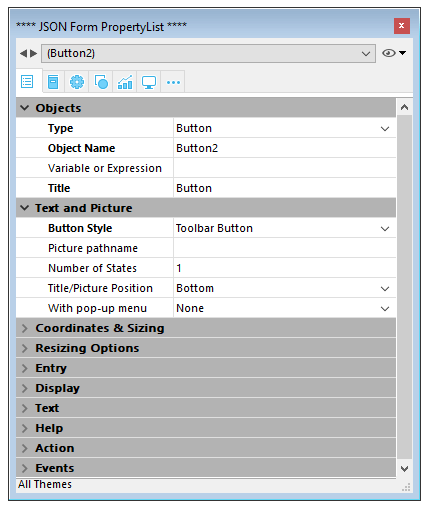 **** JSON Form PropertyList ****
(Button2)
Objects
Type Button
Object Name Button2
Variable or Expression
Title Button
Text and Picture
Button Style Toolbar Button
Picture pathname
Number of States 1
Title/Picture Position Bottom
With pop-up menu None
Coordinates & Sizing
Resizing Options
Entry
Display
Text
Help
Action
Events
All Themes